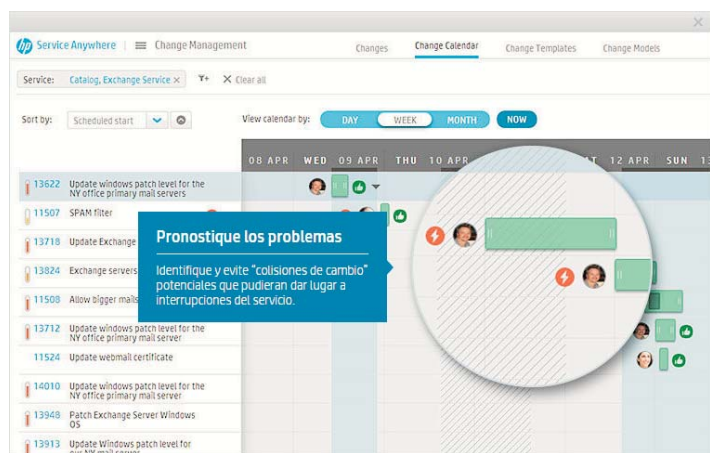 hp Service Anywhere Change Management
Changes Change Calendar Change Templates Change Models
Service: Catalog, Exchange Service × Y+ X Clear all
Sort by: Scheduled start
View calendar by: DAY WEEK MONTH NOW
08 APR WED 09 APR THU 10 APR 12 APR SUN 13
13622 Update windows patch level for the
NY office primary mail servers
11507 SPAM filter
13718 Update Exchange
13824 Exchange servers
11508 Allow bigger mails
13712 Update windows patch level for the
NY office primary mail server
11524 Update webmail certificate
14010 Update windows patch level for the
NY office primary mail servers
13948 Patch Exchange Server Windows
OS
13913 Update Windows patch level for
Pronostique los problemas
Identifique y evite "colisiones de cambio"
potenciales que pudieran dar lugar a
interrupciones del servicio.